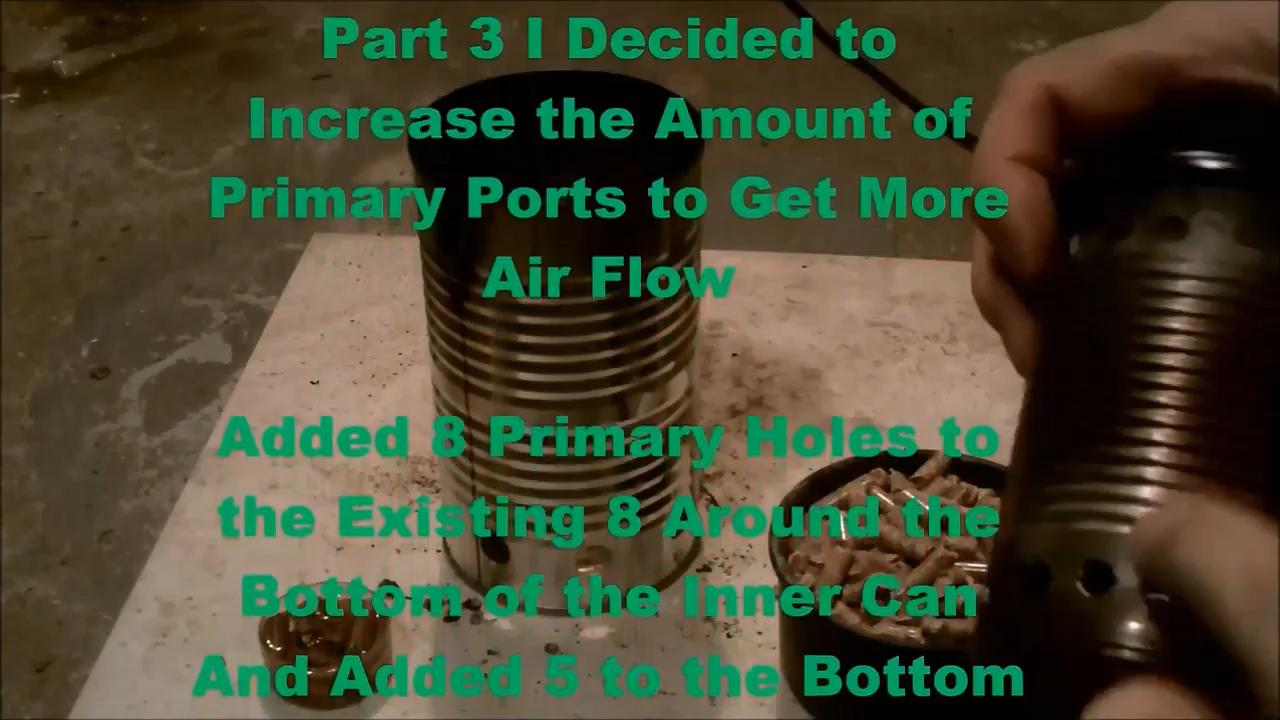 Part 3 I Decided to
Increase the Amount of
Primary Ports to Get More
Air Flow
Added 8 Primary Holes to
the Existing 8 Around the
Bottom of the Inner Can
And Added 5 to the Bottom